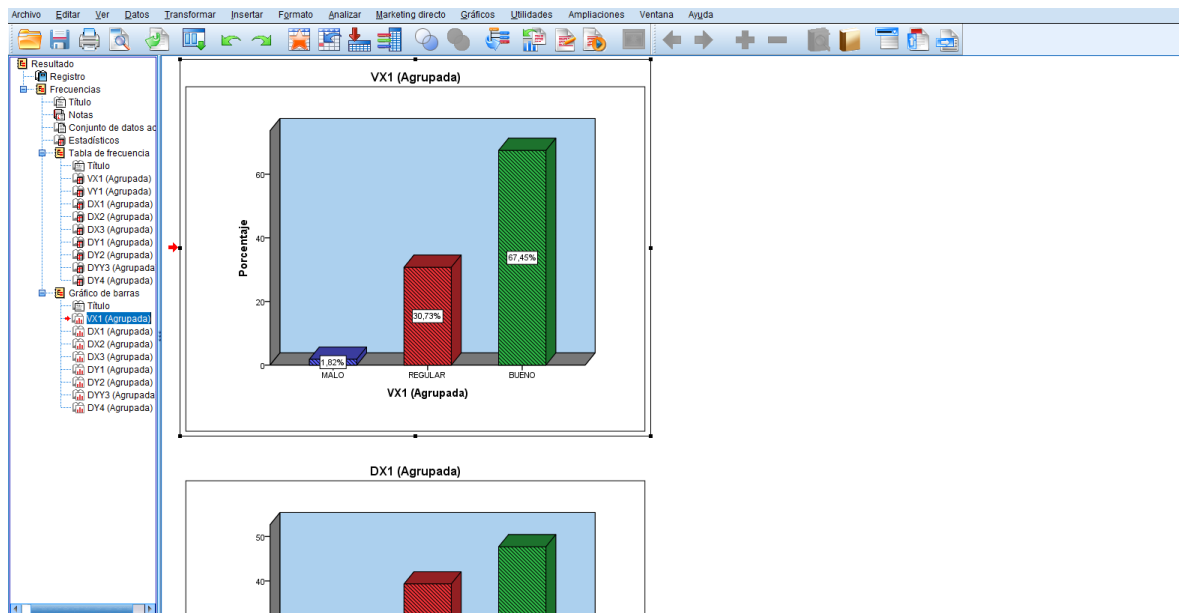 Archivo Editar Ver Datos Transformar Insertar Formato Analizar Marketing directo Gráficos Utilidades Ampliaciones Ventana Ayuda
Resultado
Registro
Frecuencias
Título
Notas
Conjunto de datos ac
Estadísticos
Tabla de frecuencia
Título
VX1 (Agrupada)
VY1 (Agrupada)
DX1 (Agrupada)
DX2 (Agrupada)
DX3 (Agrupada)
DY1 (Agrupada)
DY2 (Agrupada)
DYY3 (Agrupada
DY4 (Agrupada)
Gráfico de barras
Título
VX1 (Agrupada)
DX1 (Agrupada)
DX2 (Agrupada)
DX3 (Agrupada)
DY1 (Agrupada)
DY2 (Agrupada)
DYY3 (Agrupada
DY4 (Agrupada)
VX1 (Agrupada)
Porcentaje
60
40
20
0
67,45%
30,73%
1,82%
MALO REGULAR BUENO
VX1 (Agrupada)
DX1 (Agrupada)
50
40